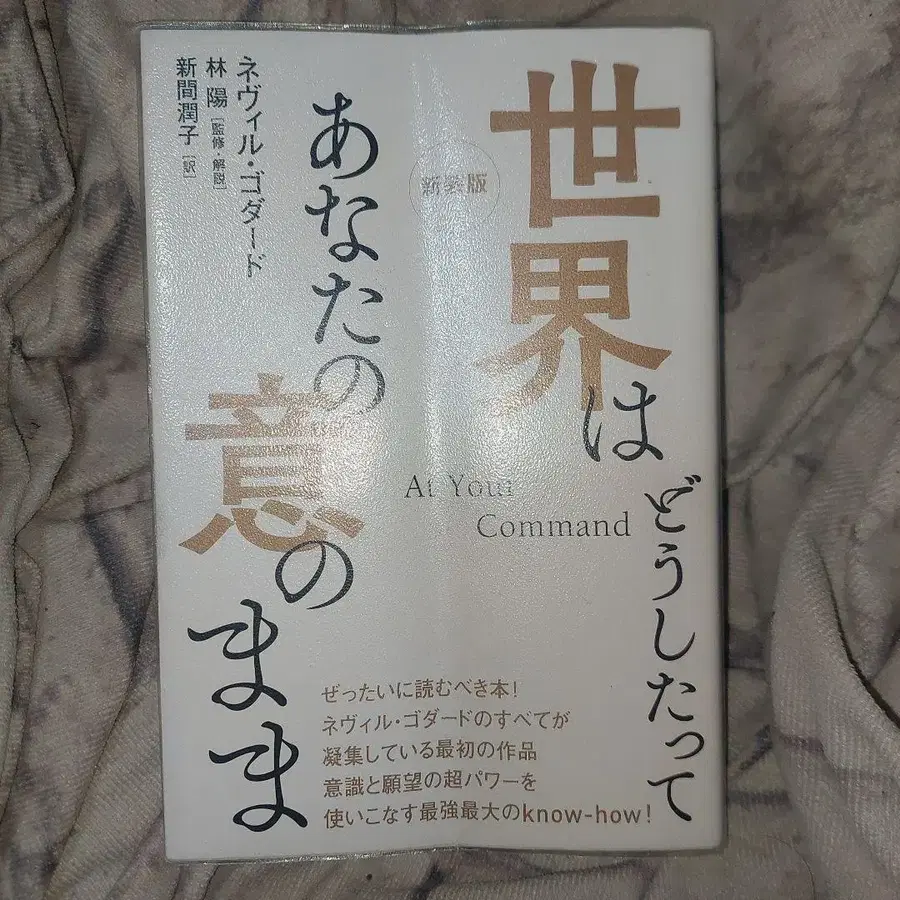 世界はどうしたって
新装版
あなたの意のまま
ネヴィル・ゴダード
林 陽[監修・解説]
新間潤子[訳]
At Your
Command
ぜったいに読むべき本!
ネヴィル・ゴダードのすべてが
凝集している最初の作品
意識と願望の超パワーを
使いこなす最強最大のknow-how!